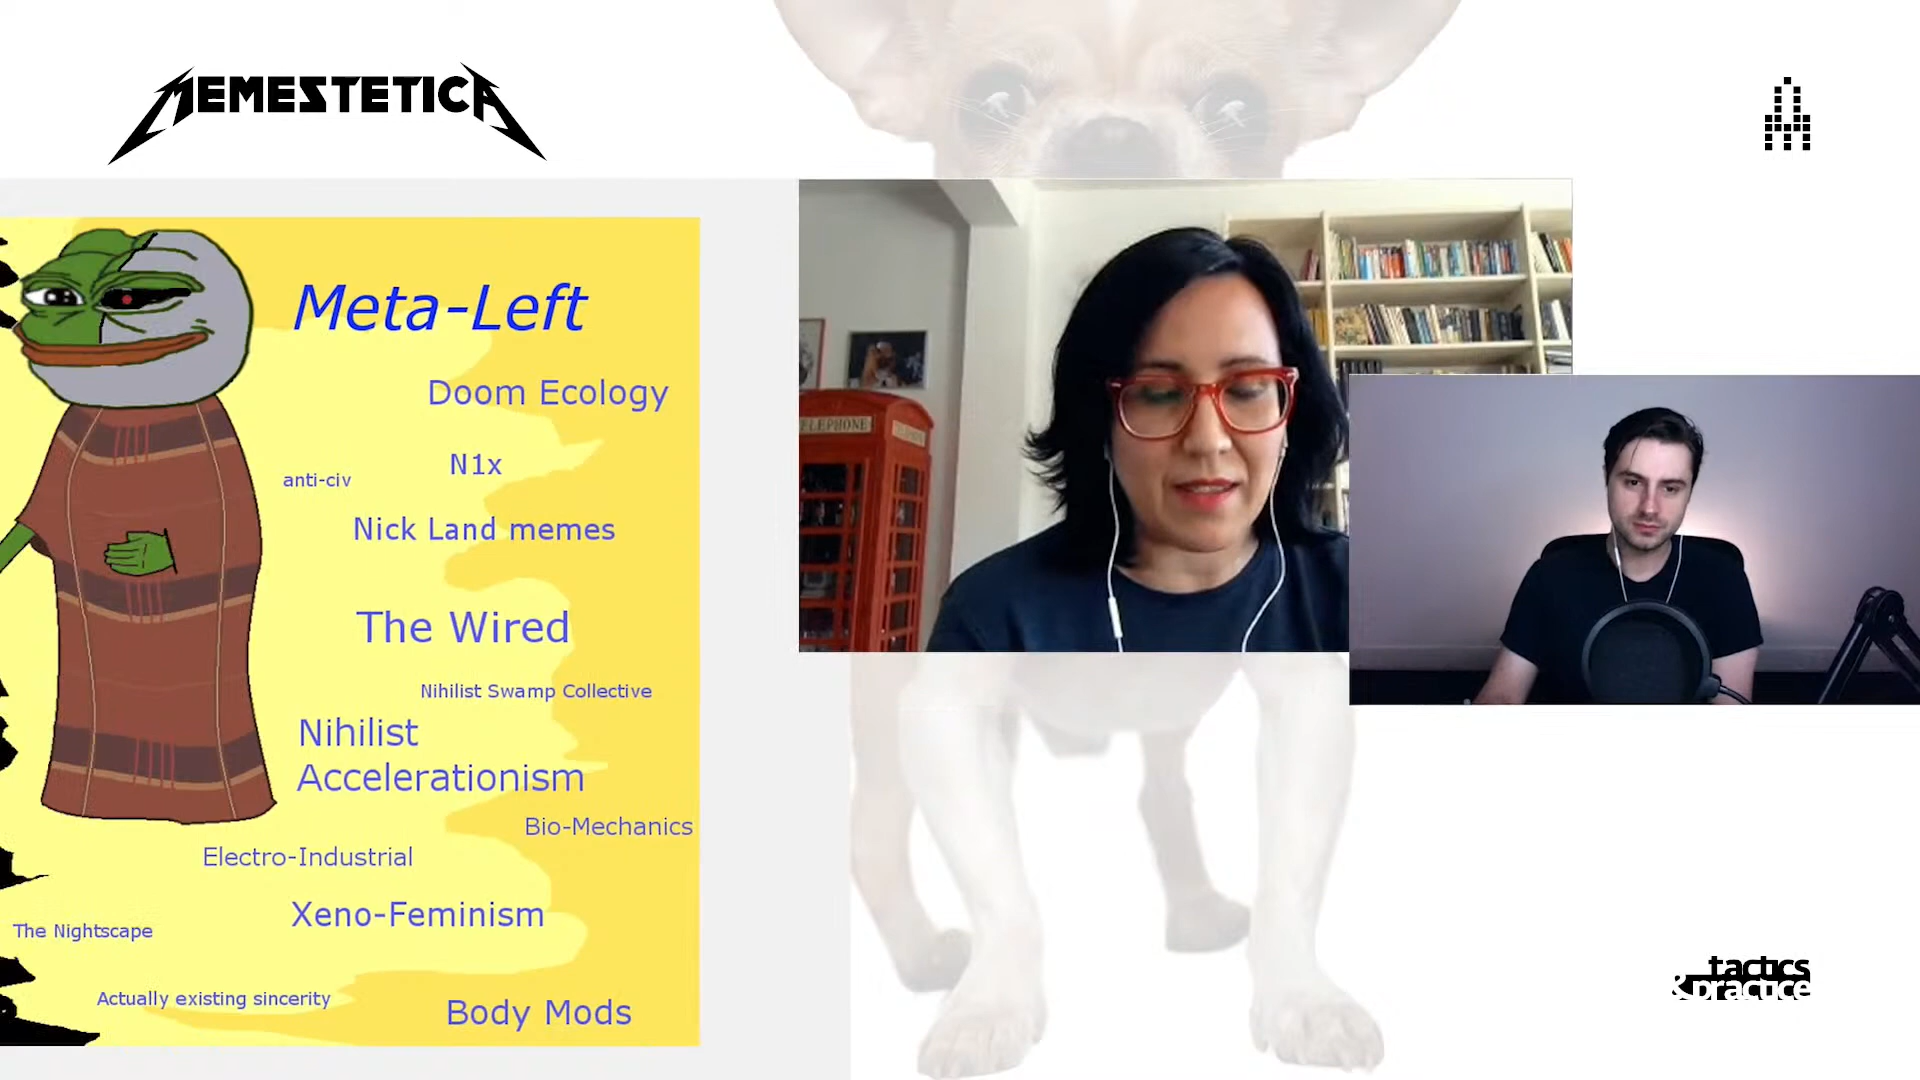 MEMESTETICA
Meta-Left
Doom Ecology
N1x
anti-civ
Nick Land memes
The Wired
Nihilist Swamp Collective
Nihilist
Accelerationism
Bio-Mechanics
Electro-Industrial
Xeno-Feminism
The Nightscape
Actually existing sincerity
Body Mods
ELEPHONE
tactics
&practice